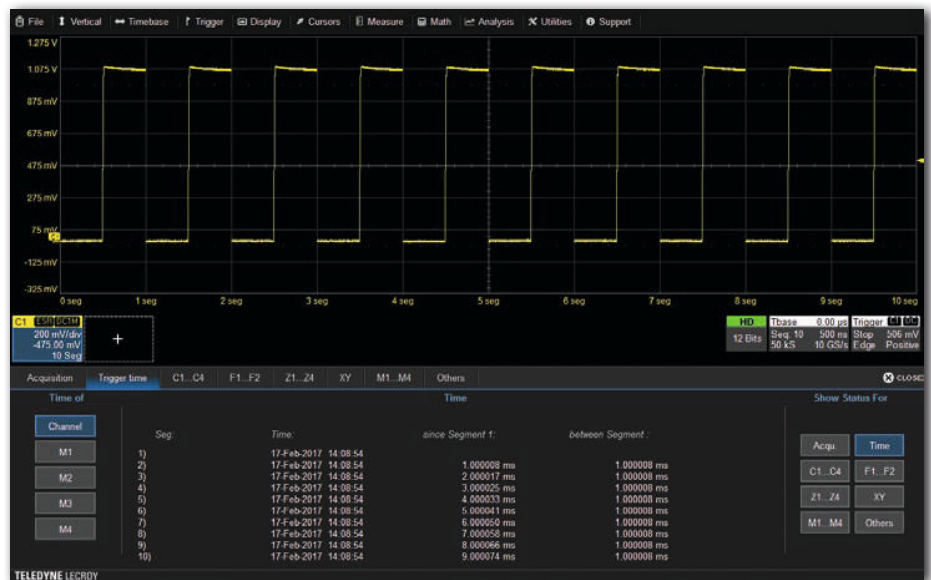 File Vertical Timebase Trigger Display Cursors Measure Math Analysis Utilities Support
1.275 V
1.075 V
875 mV
675 mV
475 mV
275 mV
75 mV
C1
-125 mV
-325 mV
0 seg 1 seg 2 seg 3 seg 4 seg 5 seg 6 seg 7 seg 8 seg 9 seg 10 seg
C1 ESR DC1M
200 mV/div
-475.00 mV
10 Seg
+
HD
12 Bits
Tbase 0.00 µs
Seq: 10 500 ns
50 kS 10 GS/s
Trigger C1 DC
Stop 506 mV
Edge Positive
Acquisition Trigger time C1...C4 F1...F2 Z1...Z4 XY M1...M4 Others CLOSE
Time of Time Show Status For
Channel
M1
M2
M3
M4
Seg: Time: since Segment 1: between Segment :
1) 17-Feb-2017 14:08:54
2) 17-Feb-2017 14:08:54 1.000008 ms 1.000008 ms
3) 17-Feb-2017 14:08:54 2.000017 ms 1.000008 ms
4) 17-Feb-2017 14:08:54 3.000025 ms 1.000008 ms
5) 17-Feb-2017 14:08:54 4.000033 ms 1.000008 ms
6) 17-Feb-2017 14:08:54 5.000041 ms 1.000008 ms
7) 17-Feb-2017 14:08:54 6.000050 ms 1.000008 ms
8) 17-Feb-2017 14:08:54 7.000058 ms 1.000008 ms
9) 17-Feb-2017 14:08:54 8.000066 ms 1.000008 ms
10) 17-Feb-2017 14:08:54 9.000074 ms 1.000008 ms
Acqu. Time
C1...C4 F1...F2
Z1...Z4 XY
M1...M4 Others
TELEDYNE LECROY